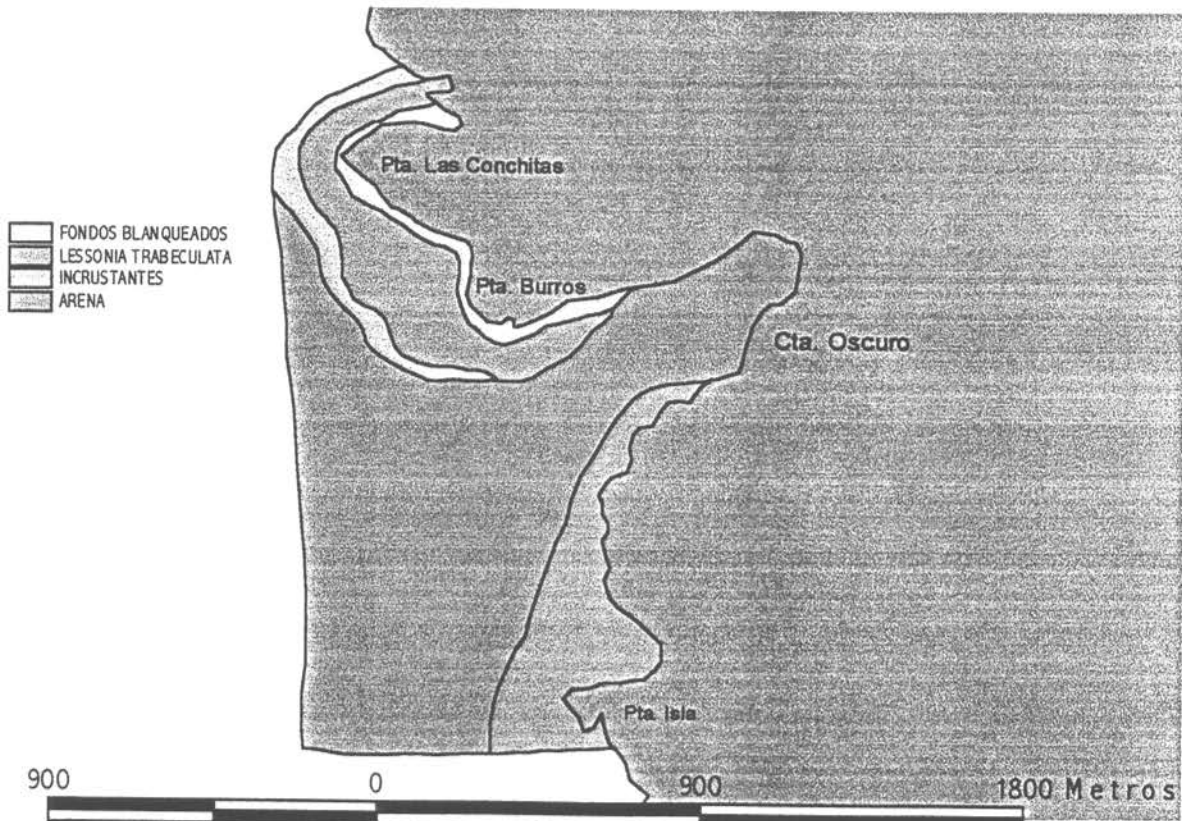 Pta. Las Conchitas
FONDOS BLANQUEADOS
LESSONIA TRABECULATA
INCRUSTANTES
ARENA
Pta. Burros
Cta. Oscuro
Pta. Isla
900 0 900 1800 Metros